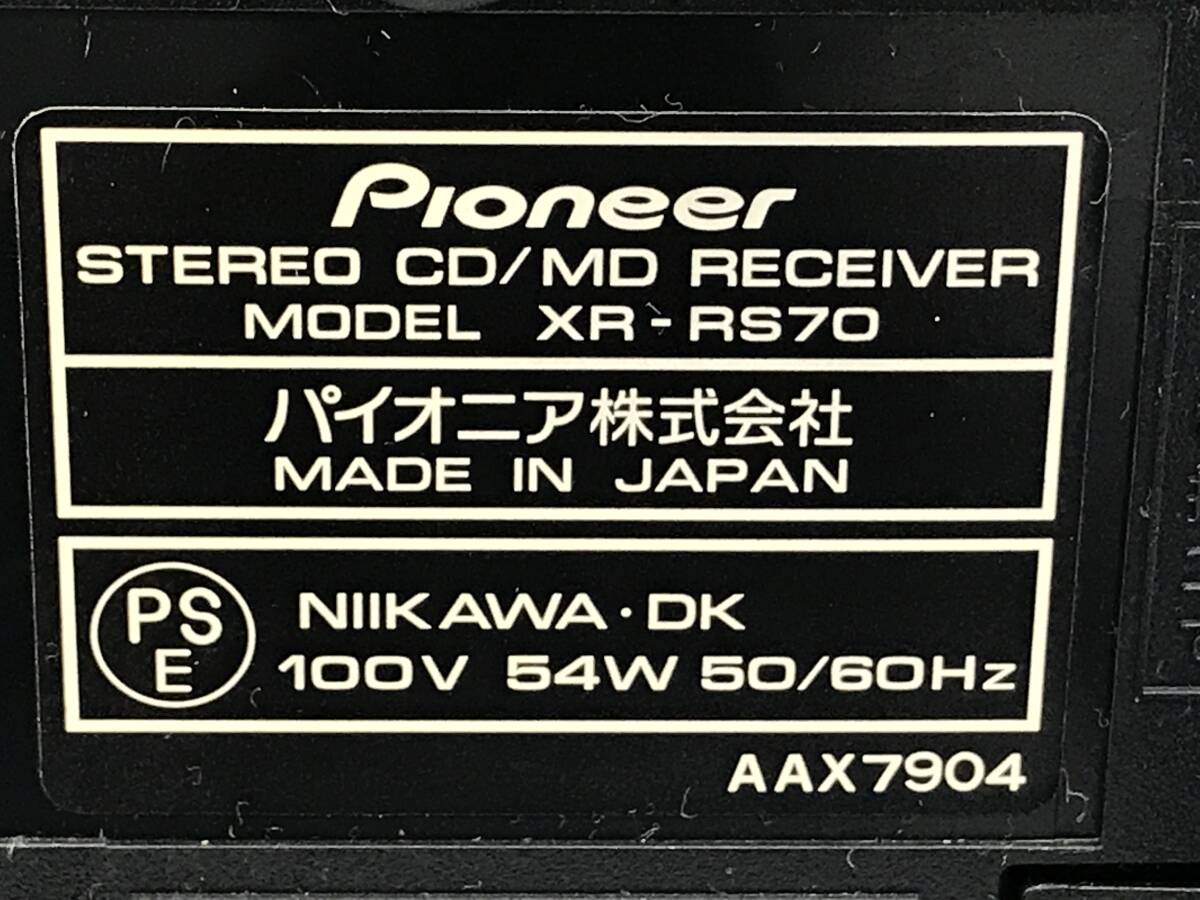 Pioneer
STEREO CD/MD RECEIVER
MODEL XR-RS70
パイオニア株式会社
MADE IN JAPAN
PS
E
NIIKAWA・DK
100V 54W 50/60Hz
AAX7904